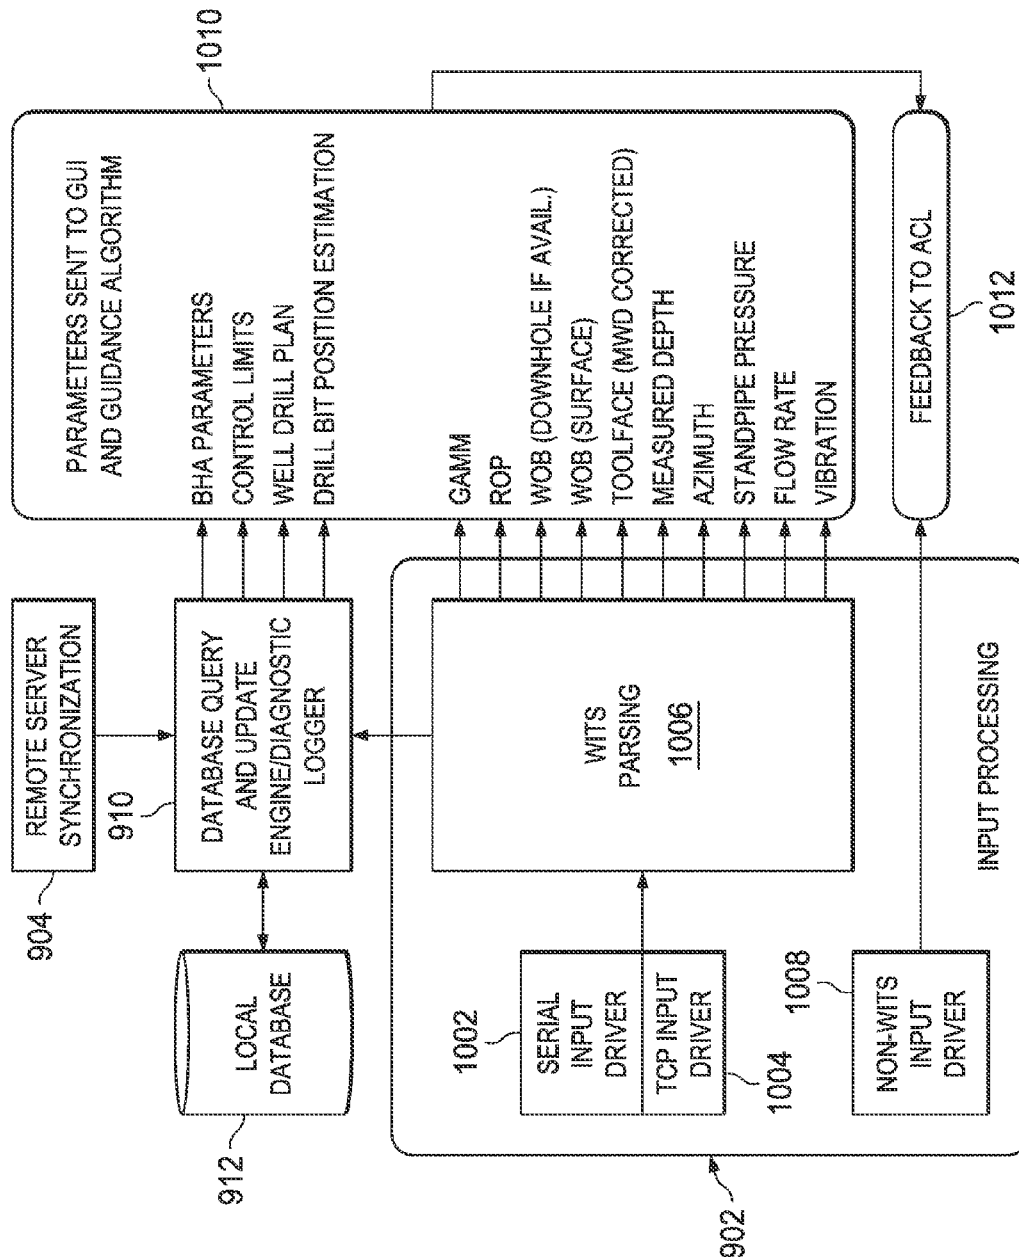 904
REMOTE SERVER
SYNCHRONIZATION
912
LOCAL
DATABASE
910
DATABASE QUERY
AND UPDATE
ENGINE/DIAGNOSTIC
LOGGER
1010
PARAMETERS SENT TO GUI
AND GUIDANCE ALGORITHM
BHA PARAMETERS
CONTROL LIMITS
WELL DRILL PLAN
DRILL BIT POSITION ESTIMATION
GAMM
ROP
WOB (DOWNHOLE IF AVAIL.)
WOB (SURFACE)
TOOLFACE (MWD CORRECTED)
MEASURED DEPTH
AZIMUTH
STANDPIPE PRESSURE
FLOW RATE
VIBRATION
902
1002
SERIAL
INPUT
DRIVER
TCP INPUT
DRIVER
1004
WITS
PARSING
1006
1008
NON-WITS
INPUT
DRIVER
INPUT PROCESSING
FEEDBACK TO ACL
1012